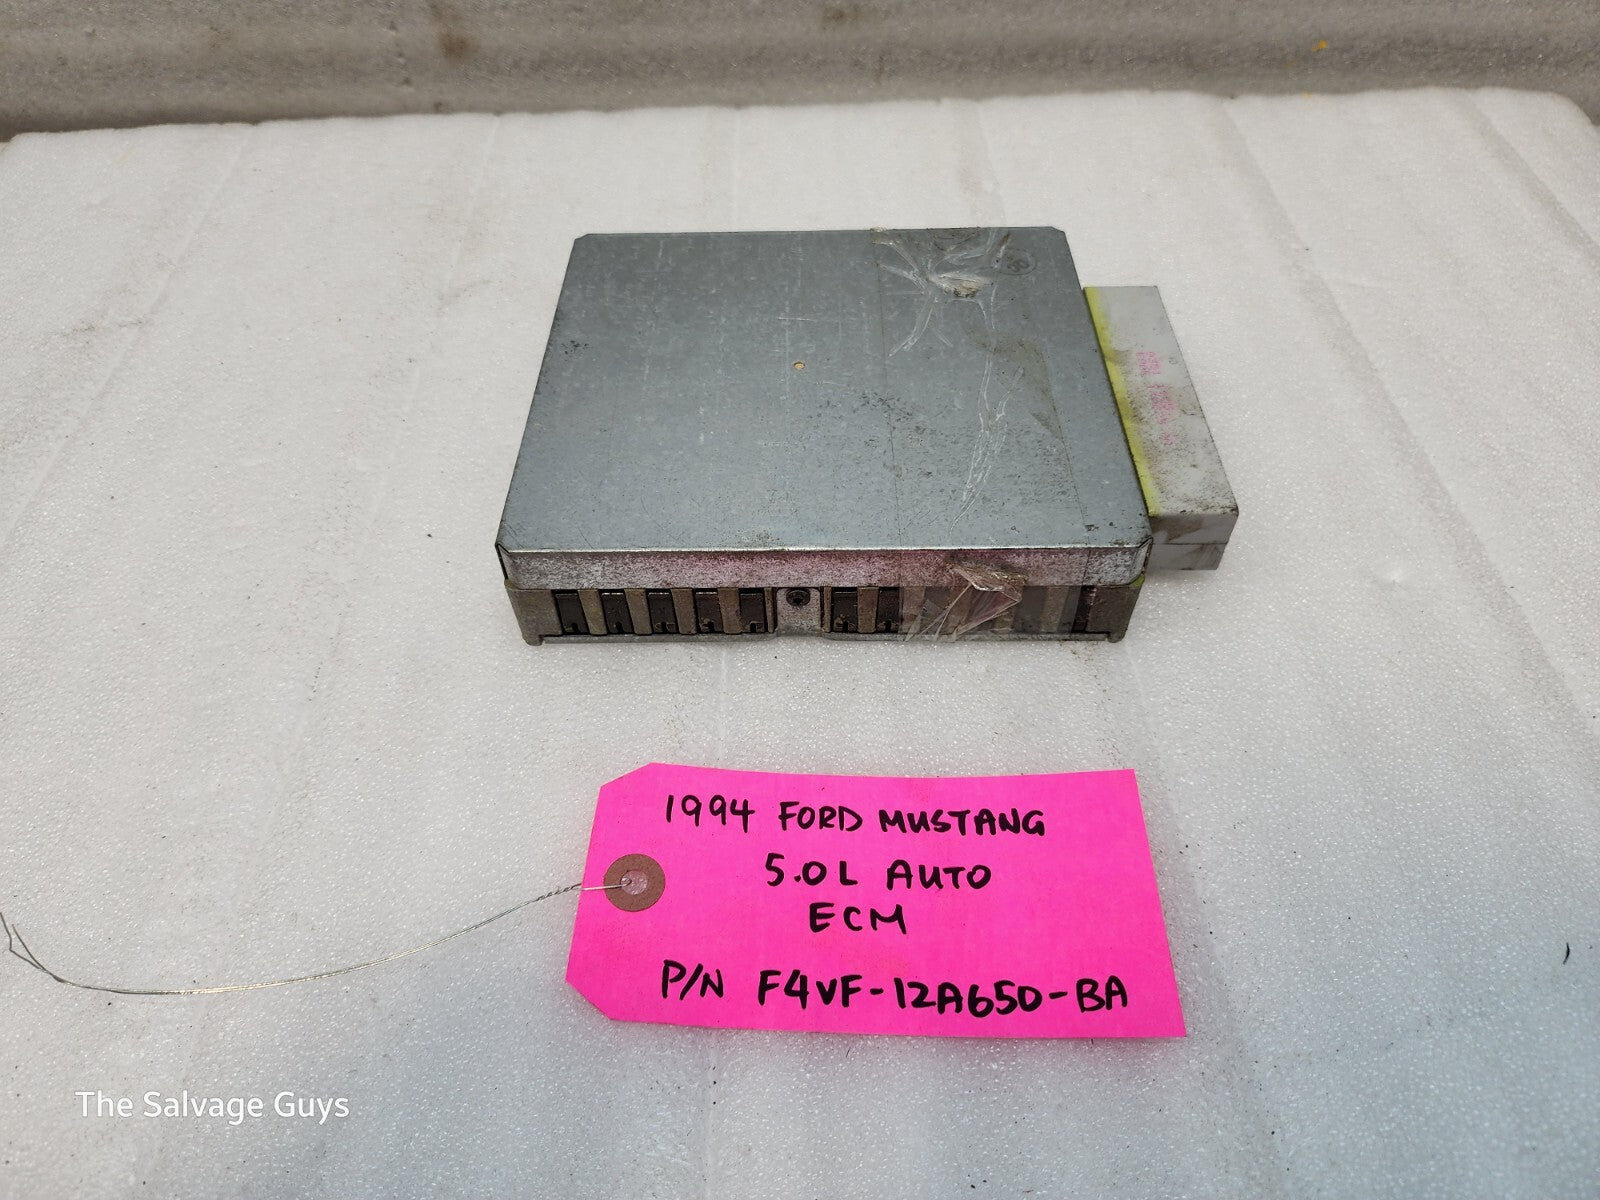 1994 FORD MUSTANG
5.0L AUTO
ECM
P/N F4VF-12A650-BA
The Salvage Guys